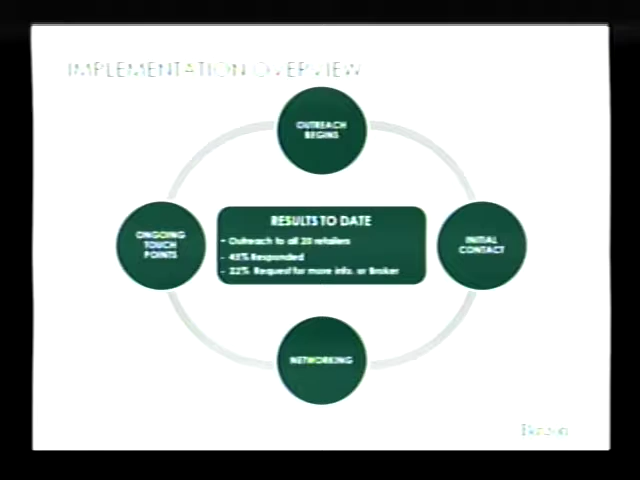 IMPLEMENTATION OVERVIEW
OUTREACH
BEGINS
ONGOING
TOUCH
POINTS
RESULTS TO DATE
- Outreach to all 20 retailers
- 45% Responded
- 22% Request for more info. or Broker
INITIAL
CONTACT
NETWORKING